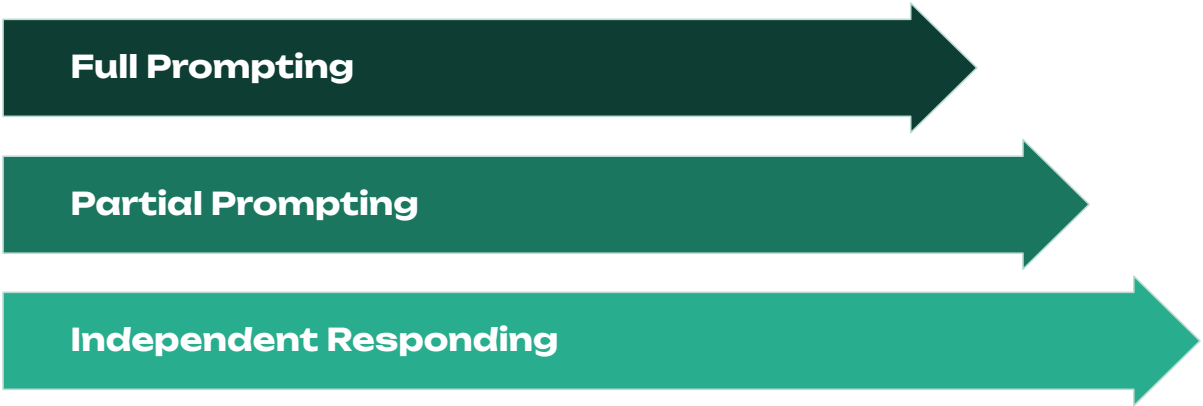 Full Prompting
Partial Prompting
Independent Responding